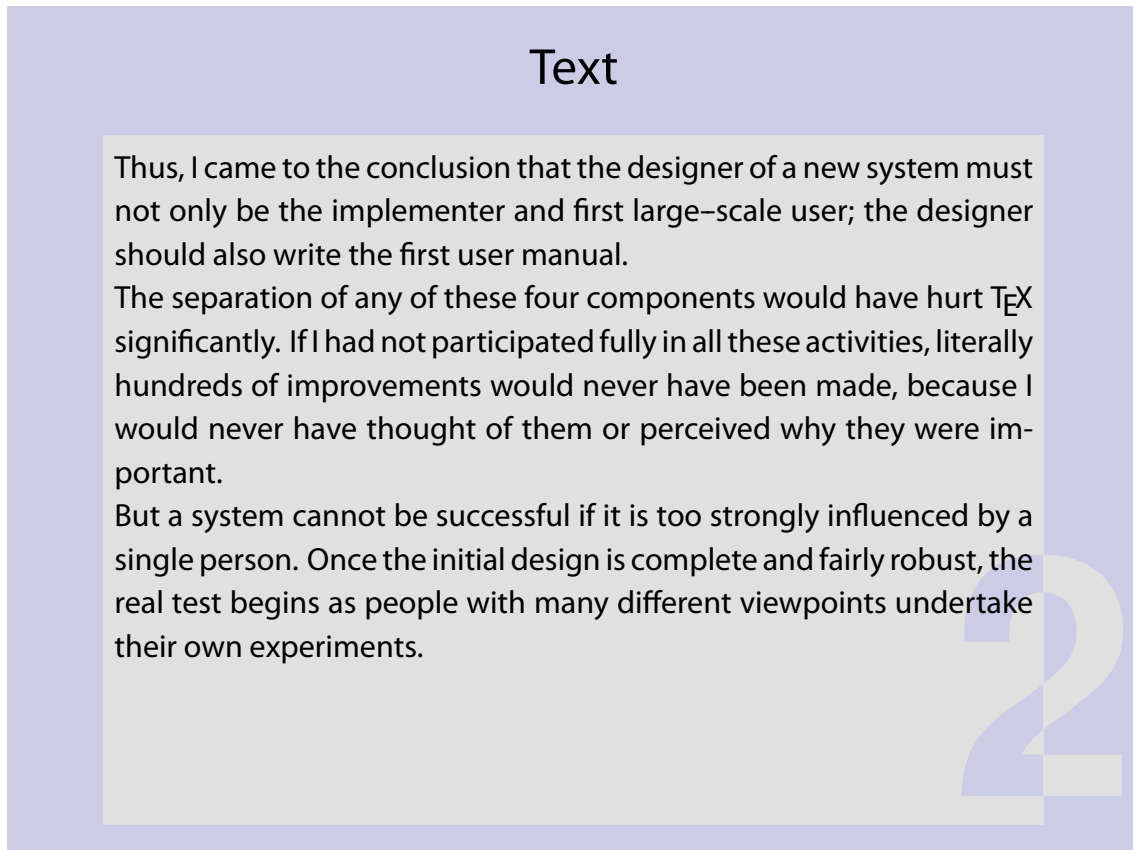 Text
Thus, I came to the conclusion that the designer of a new system must
not only be the implementer and first large–scale user; the designer
should also write the first user manual.
The separation of any of these four components would have hurt TEX
significantly. If I had not participated fully in all these activities, literally
hundreds of improvements would never have been made, because I
would never have thought of them or perceived why they were im-
portant.
But a system cannot be successful if it is too strongly influenced by a
single person. Once the initial design is complete and fairly robust, the
real test begins as people with many different viewpoints undertake
their own experiments.
2